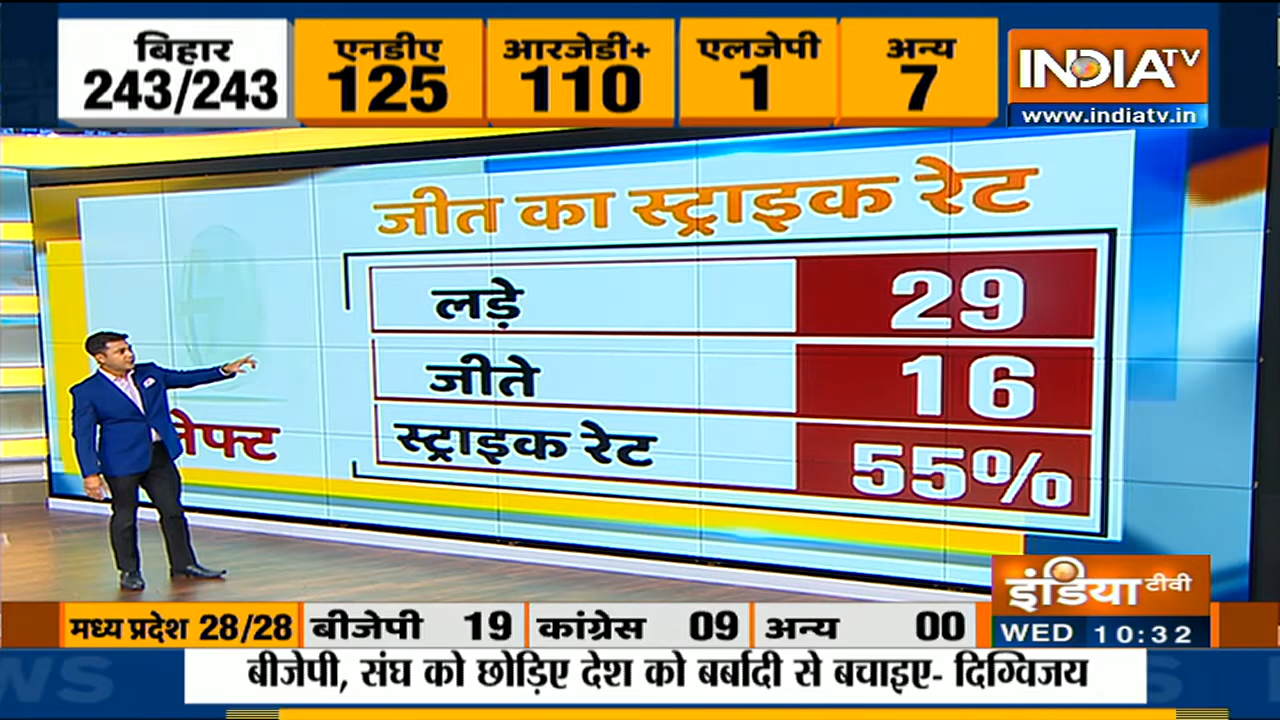 बिहार एनडीए आरजेडी+ एलजेपी अन्य
243/243 125 110 1 7
INDIA TV
www.indiatv.in
जीत का स्ट्राइक रेट
लड़े 29
जीते 16
स्ट्राइक रेट 55%
इंडिया टीवी
WED 10:32
मध्य प्रदेश 28/28 बीजेपी 19 कांग्रेस 09 अन्य 00
बीजेपी, संघ को छोड़िए देश को बर्बादी से बचाइए- दिग्विजय